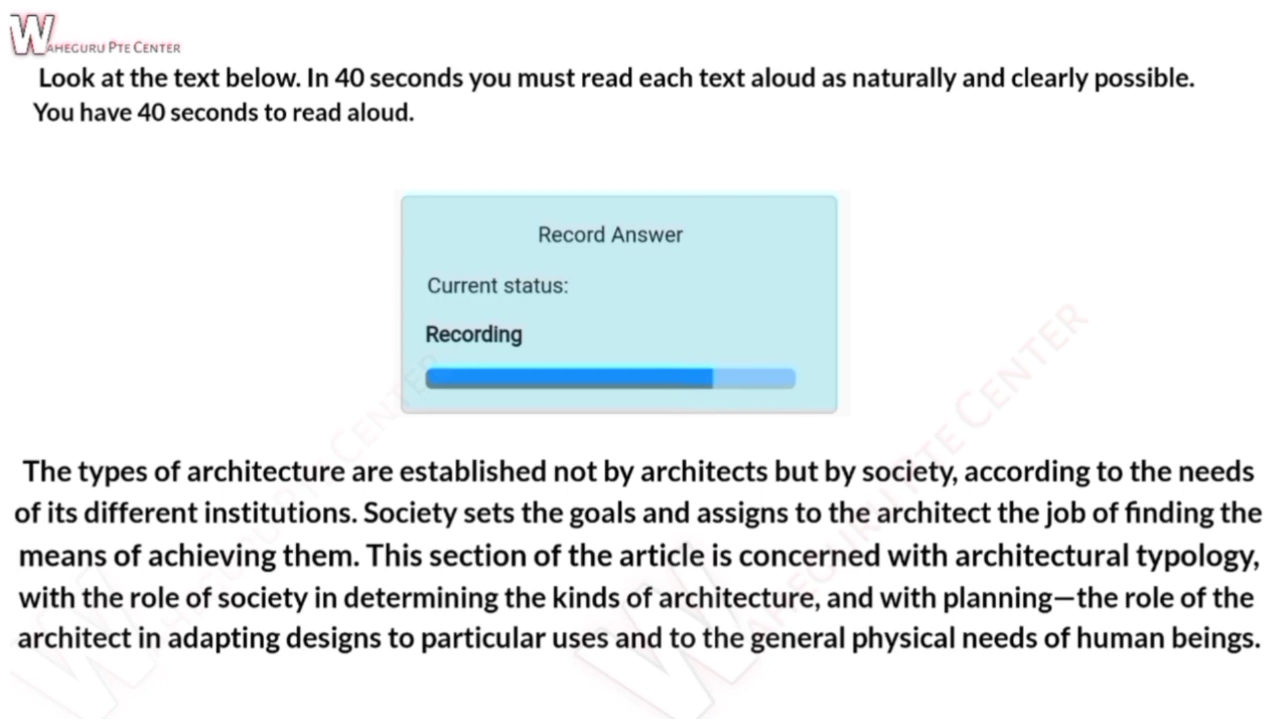 WAHEGURU PTE CENTER
Look at the text below. In 40 seconds you must read each text aloud as naturally and clearly possible.
You have 40 seconds to read aloud.
Record Answer
Current status:
Recording
The types of architecture are established not by architects but by society, according to the needs
of its different institutions. Society sets the goals and assigns to the architect the job of finding the
means of achieving them. This section of the article is concerned with architectural typology,
with the role of society in determining the kinds of architecture, and with planning—the role of the
architect in adapting designs to particular uses and to the general physical needs of human beings.